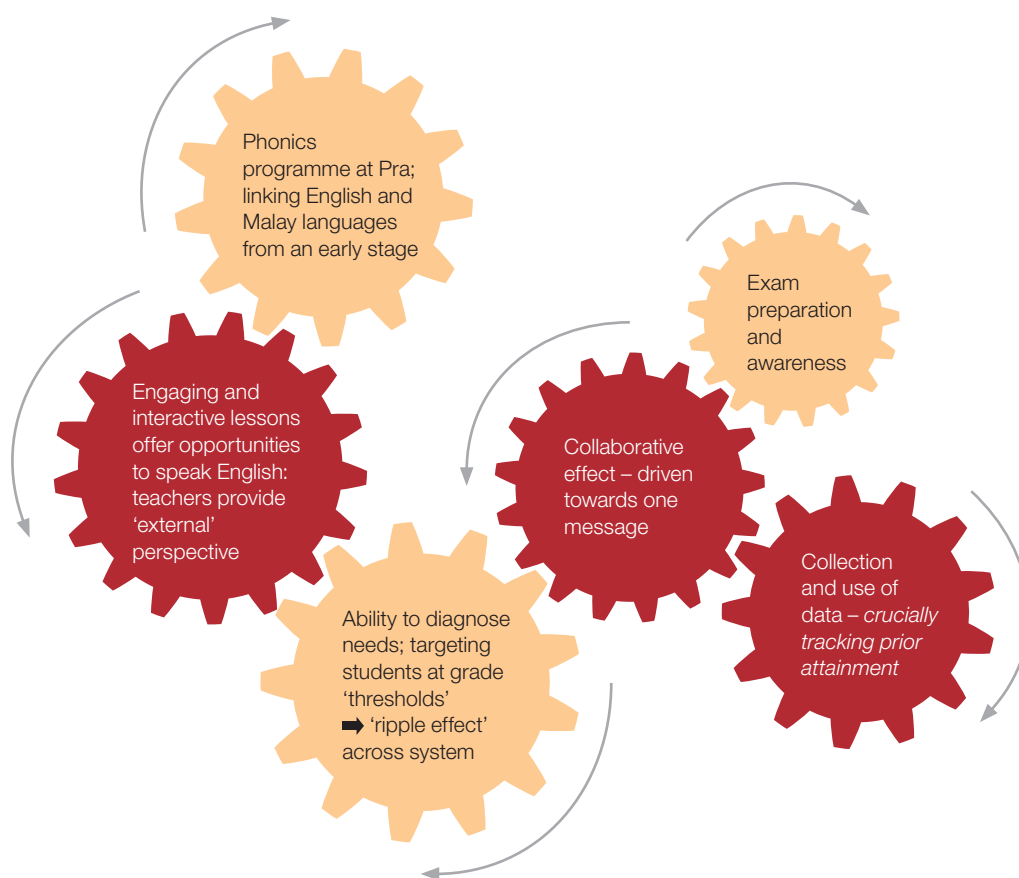 Phonics
programme at Pra;
linking English and
Malay languages
from an early stage
Engaging and
interactive lessons
offer opportunities
to speak English:
teachers provide
‘external’
perspective
Ability to diagnose
needs; targeting
students at grade
‘thresholds’
➡ ‘ripple effect’
across system
Collaborative
effect – driven
towards one
message
Exam
preparation
and
awareness
Collection
and use of
data – crucially
tracking prior
attainment